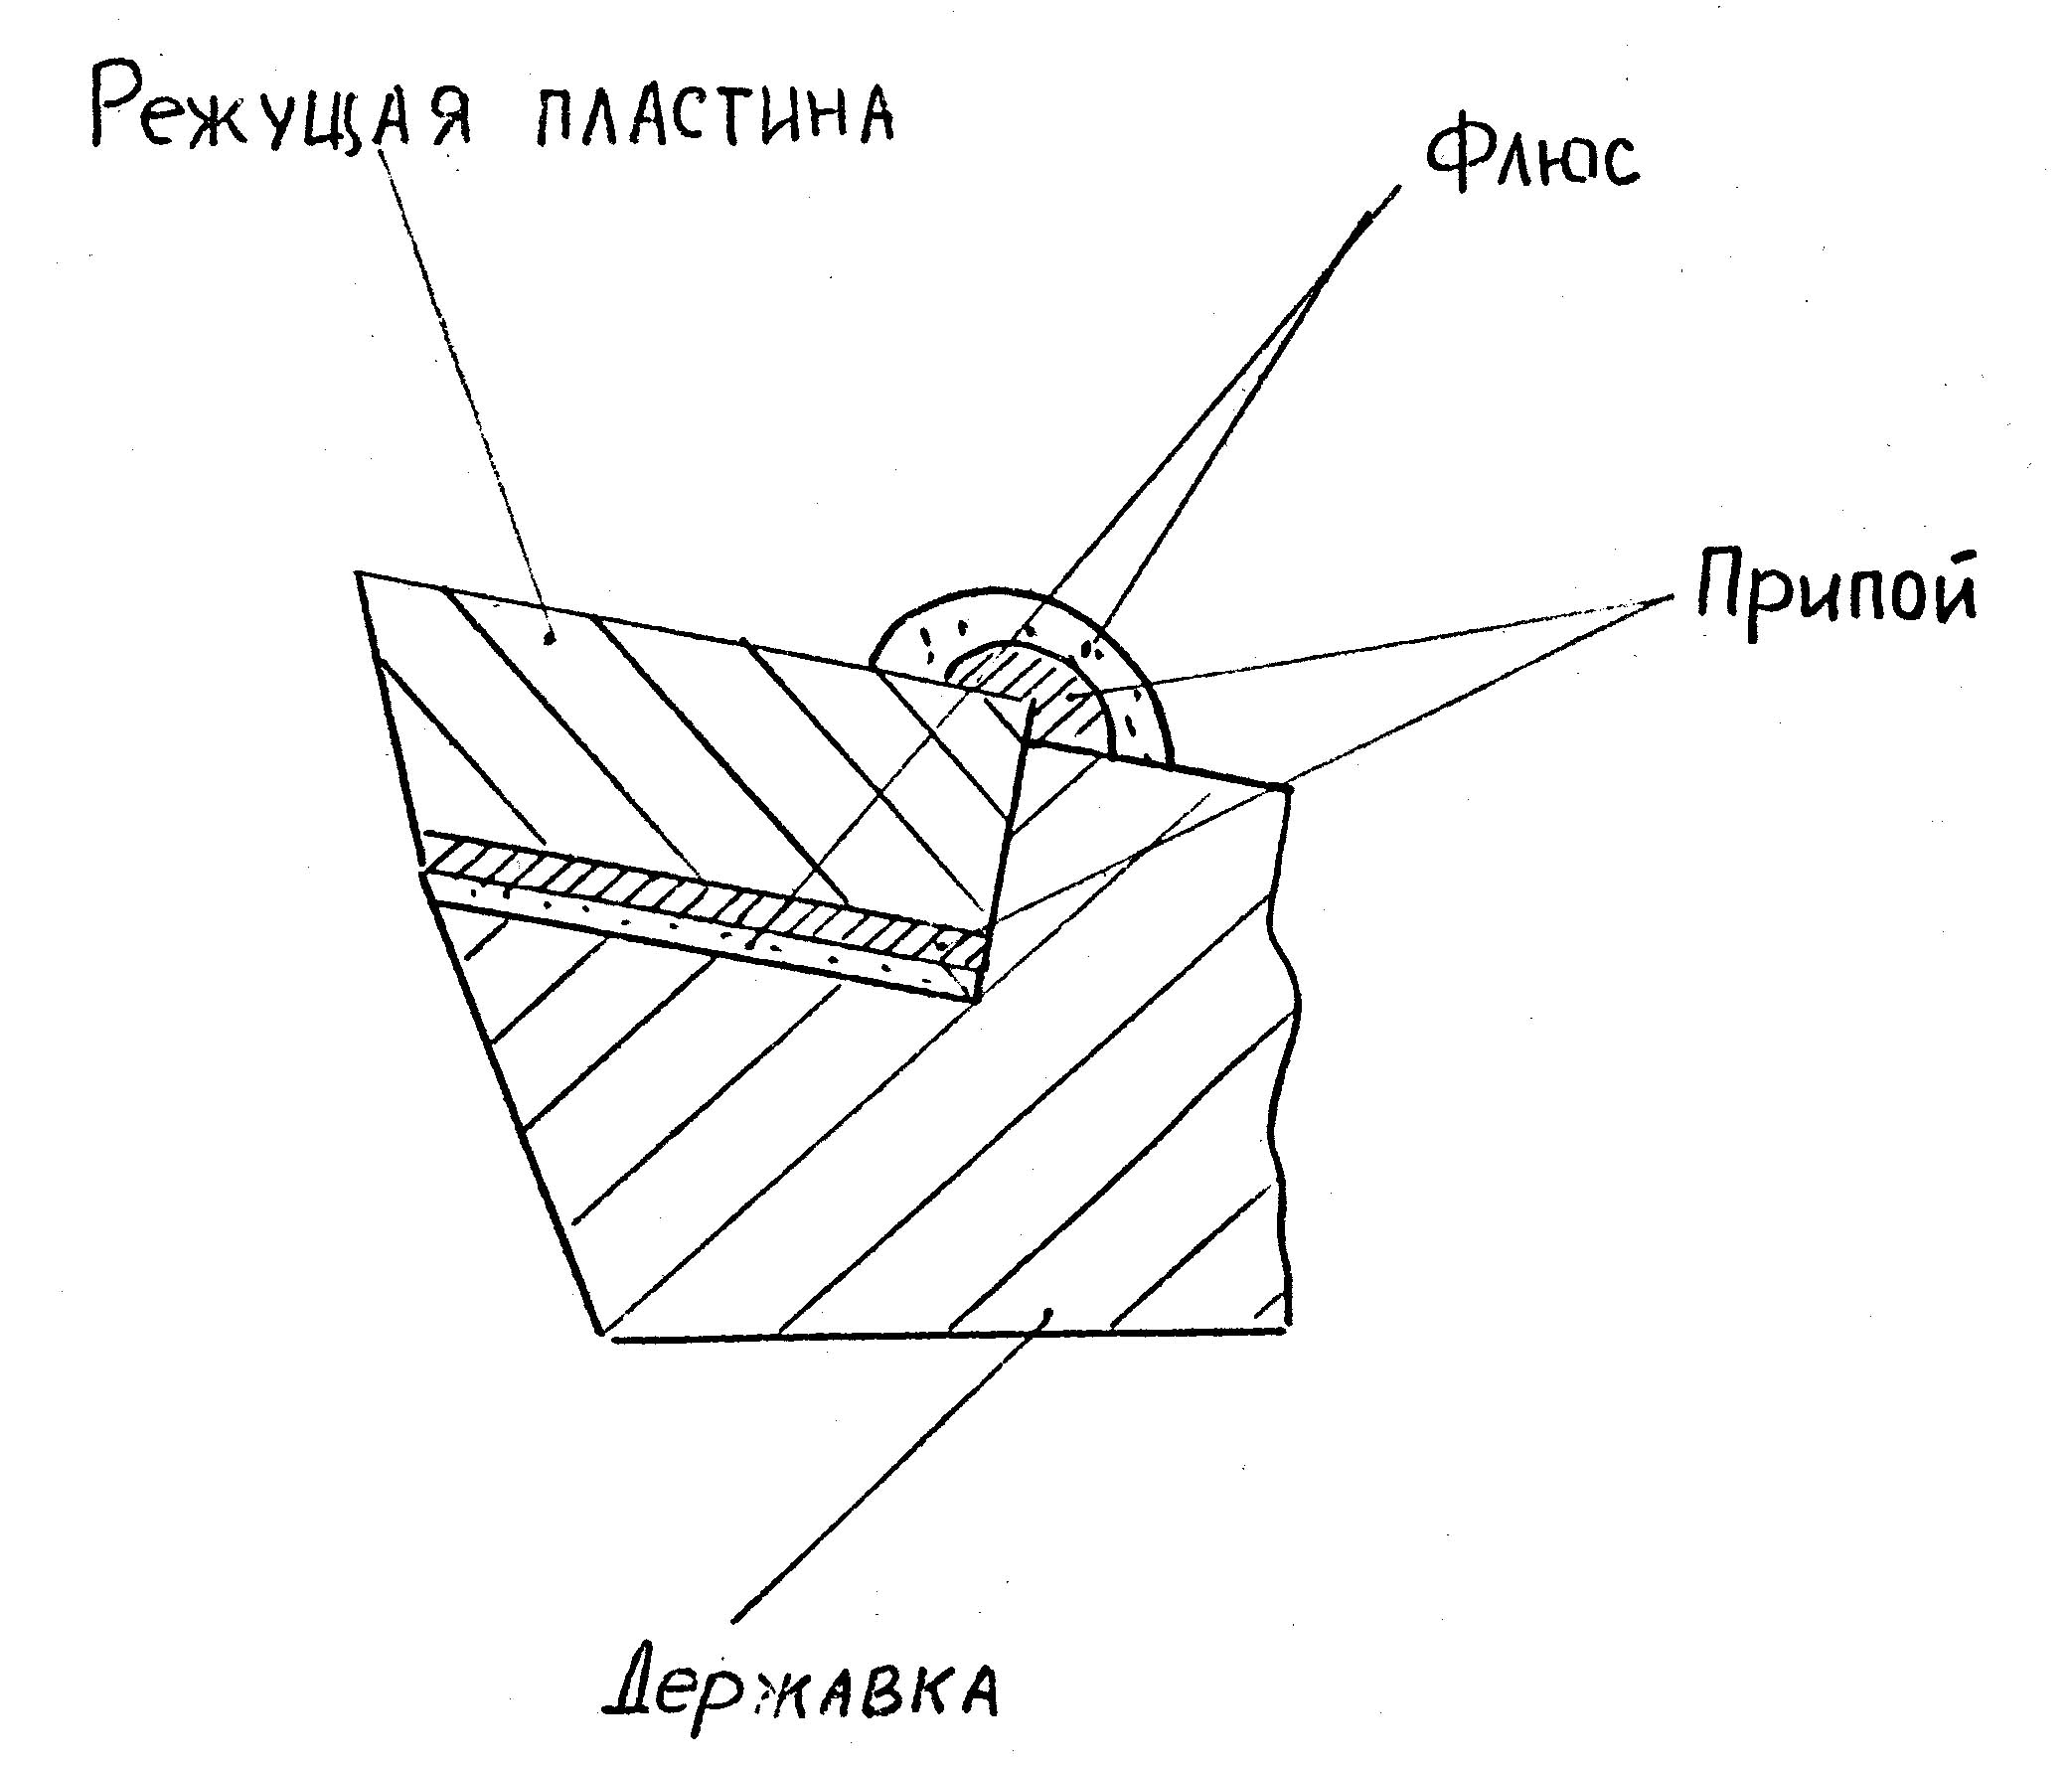 Режущая пластина
Флюс
Припой
Державка